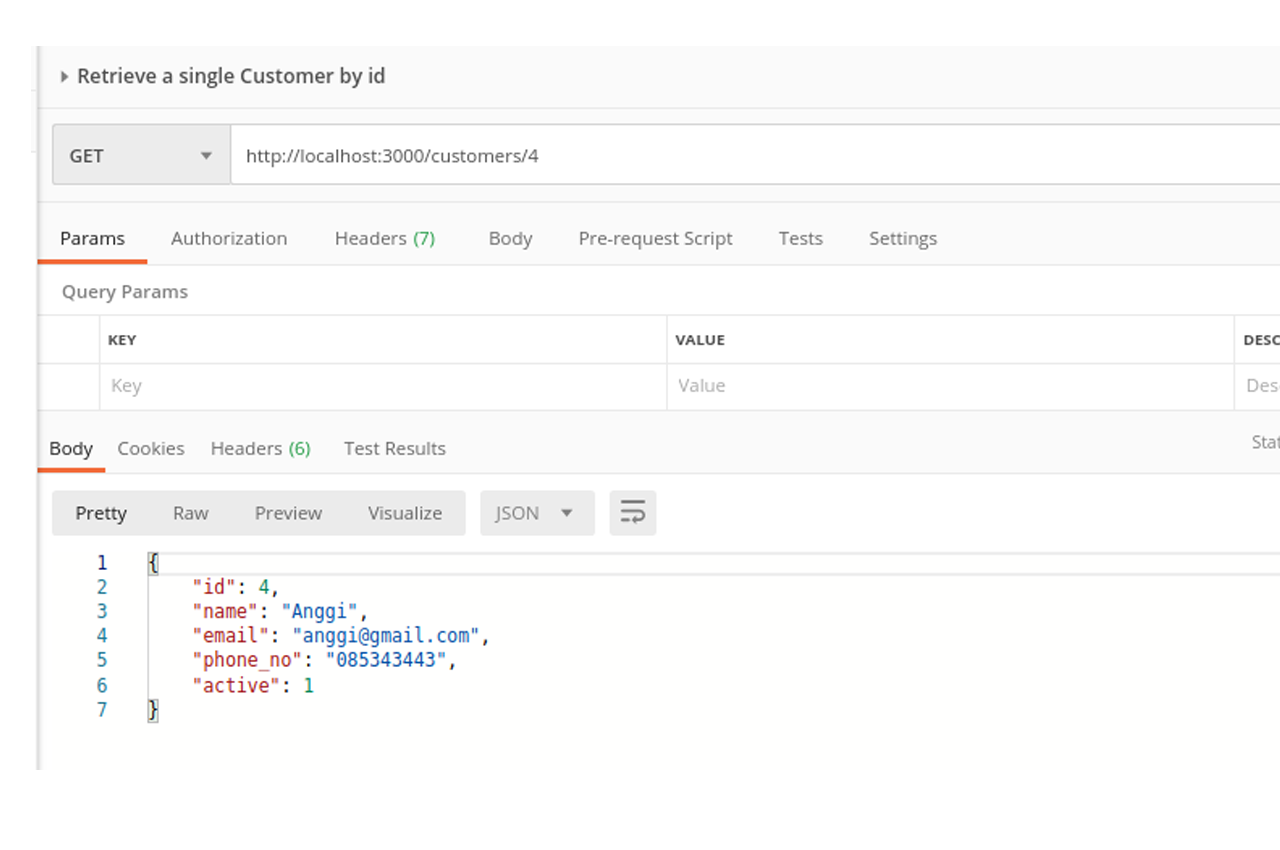 Retrieve a single Customer by id
GET http://localhost:3000/customers/4
Params Authorization Headers (7) Body Pre-request Script Tests Settings
Query Params
KEY VALUE DESC
Key Value Des
Body Cookies Headers (6) Test Results Stat
Pretty Raw Preview Visualize JSON
1 {
2 "id": 4,
3 "name": "Anggi",
4 "email": "anggi@gmail.com",
5 "phone_no": "085343443",
6 "active": 1
7 }